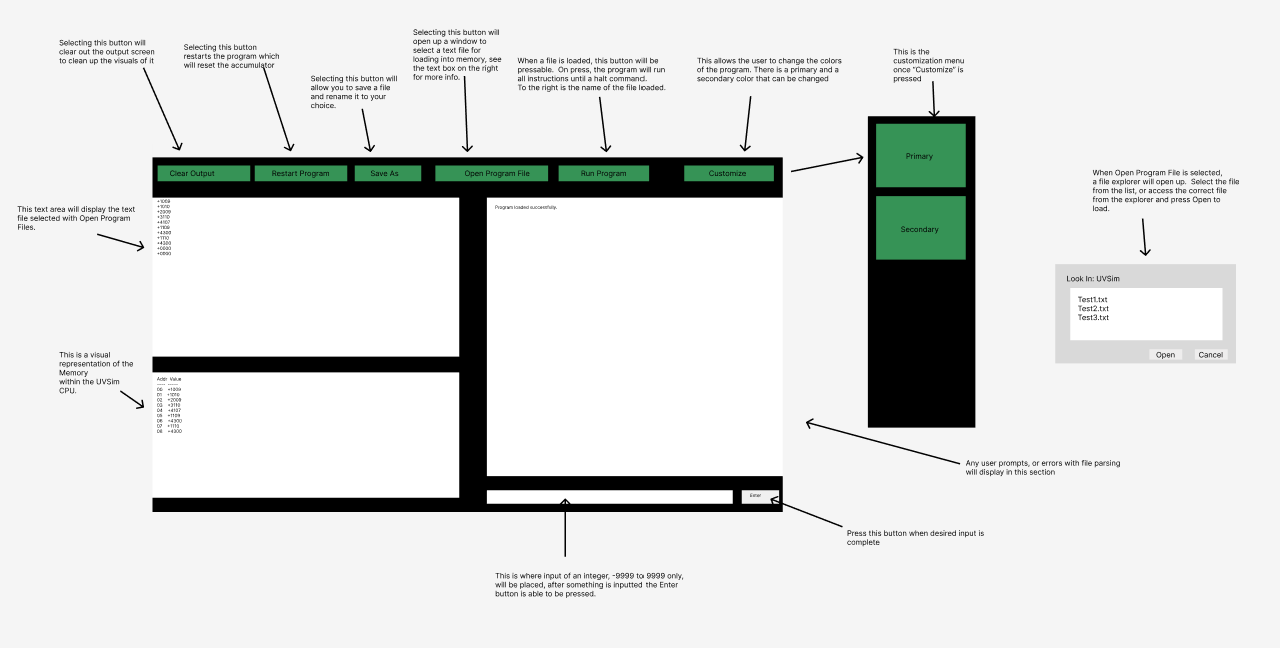 Selecting this button will
clear out the output screen
to clean up the visuals of it
Selecting this button
restarts the program which
will reset the accumulator
Selecting this button will
allow you to save a file
and rename it to your
choice.
Selecting this button will
open up a window to
select a text file for
loading into memory, see
the text box on the right
for more info.
When a file is loaded, this button will be
pressable. On press, the program will run
all instructions until a halt command.
To the right is the name of the file loaded.
This allows the user to change the colors
of the program. There is a primary and a
secondary color that can be changed
This is the
customization menu
once "Customize" is
pressed
Clear Output
Restart Program
Save As
Open Program File
Run Program
Customize
Primary
Secondary
When Open Program File is selected,
a file explorer will open up. Select the file
from the list, or access the correct file
from the explorer and press Open to
load.
Look In: UVSim
Test1.txt
Test2.txt
Test3.txt
Open
Cancel
This text area will display the text
file selected with Open Program
Files.
+1009
+1010
+2009
+3110
+4107
+1109
+4300
+1110
+4300
+0000
+0000
Program loaded successfully.
This is a visual
representation of the
Memory
within the UVSim
CPU.
Addr Value
---- ------
00 +1009
01 +1010
02 +2009
03 +3110
04 +4107
05 +1109
06 +4300
07 +1110
08 +4300
Enter
Any user prompts, or errors with file parsing
will display in this section
Press this button when desired input is
complete
This is where input of an integer, -9999 to 9999 only,
will be placed, after something is inputted the Enter
button is able to be pressed.